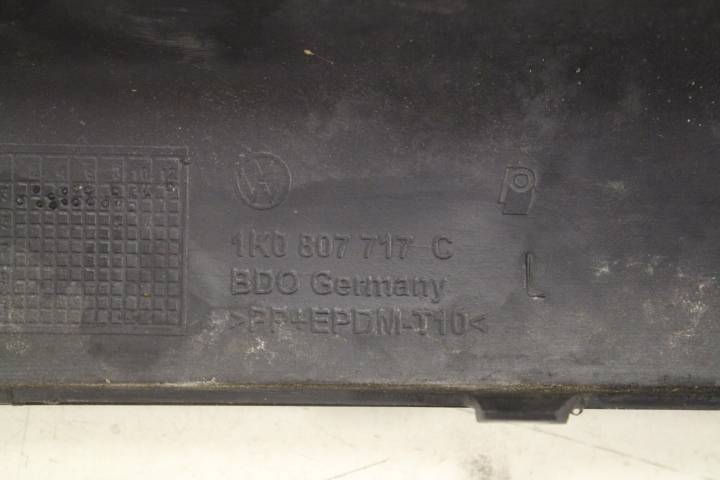 1K0 807 717 C
BDO Germany
L
>PP+EPDM-T10<